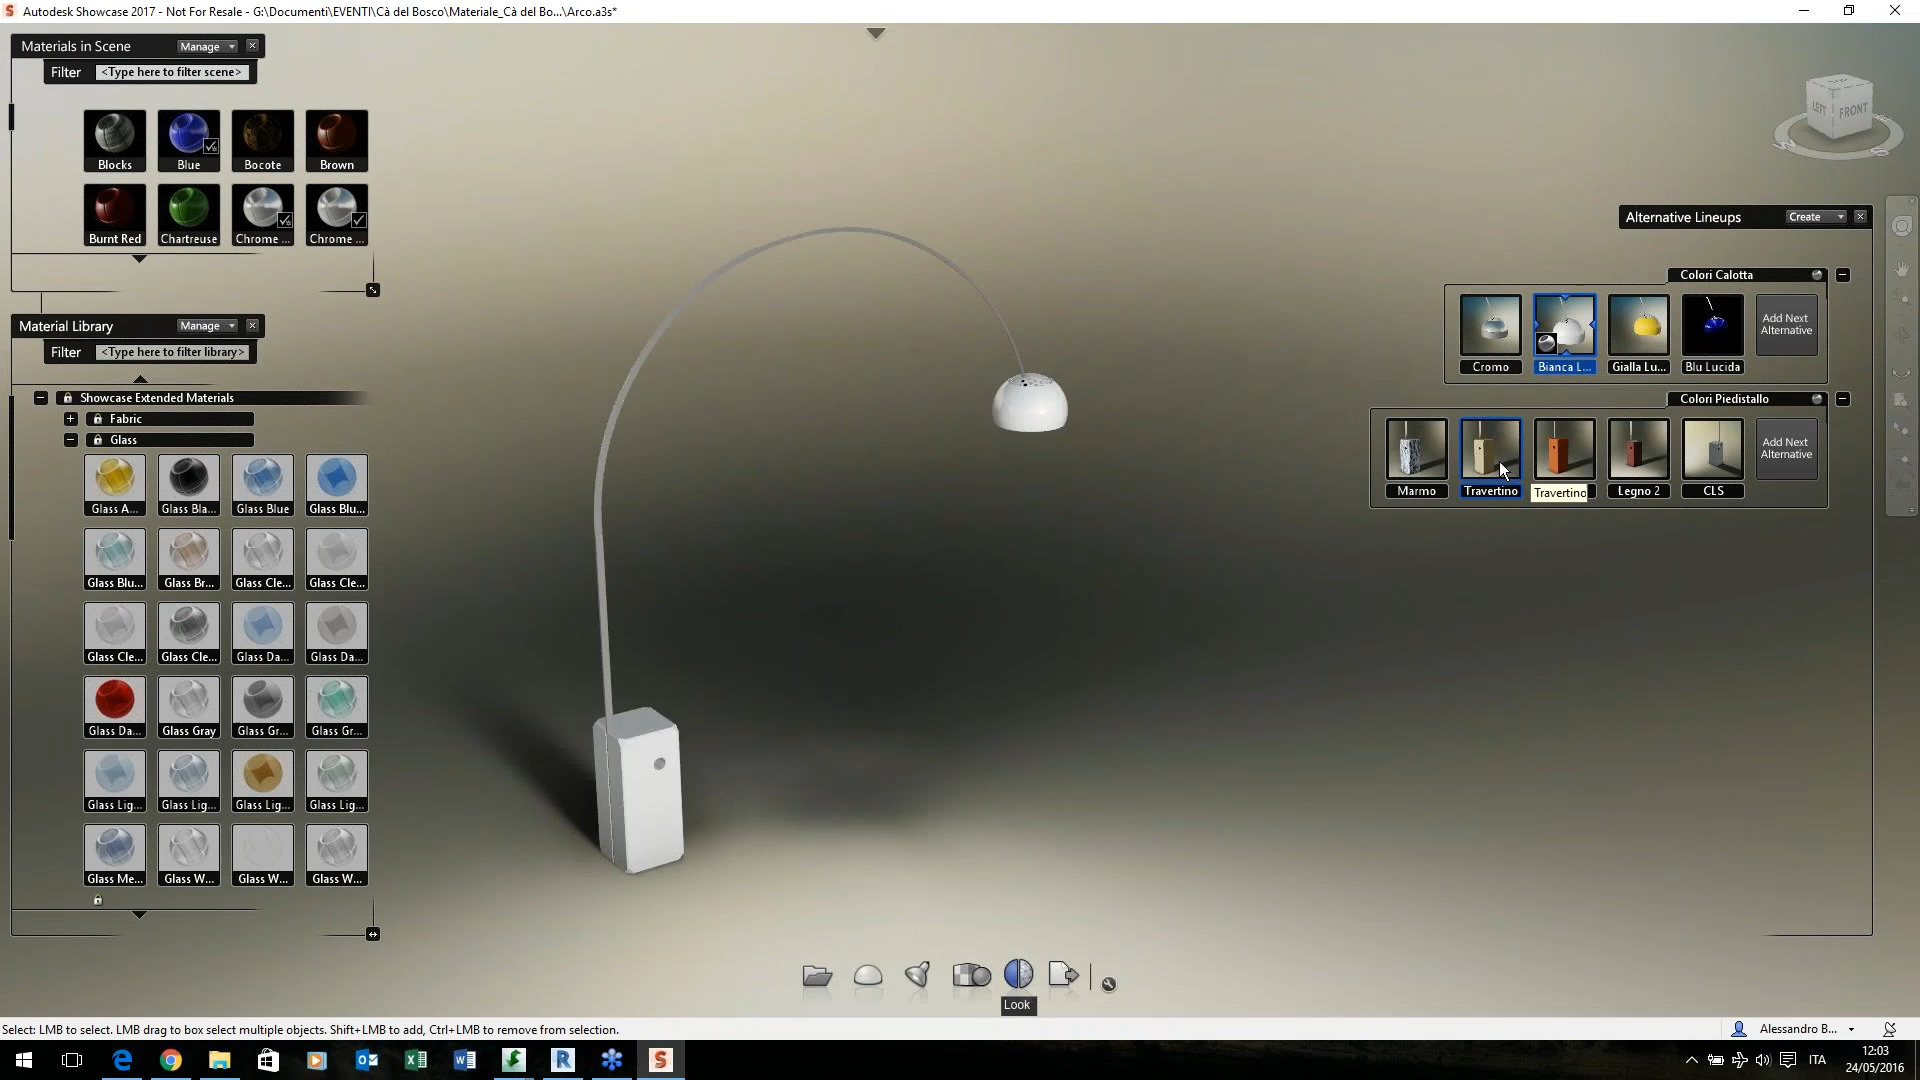 Autodesk Showcase 2017 - Not For Resale - G:\Documenti\EVENTI\Cà del Bosco\Materiale_Cà del Bo...\Arco.a3s*
Materials in Scene
Manage
Filter
<Type here to filter scene>
Blocks
Blue
Bocote
Brown
Burnt Red
Chartreuse
Chrome ...
Chrome ...
Material Library
Manage
Filter
<Type here to filter library>
Showcase Extended Materials
Fabric
Glass
Glass A...
Glass Bla...
Glass Blue
Glass Blu...
Glass Blu...
Glass Br...
Glass Cle...
Glass Cle...
Glass Cle...
Glass Cle...
Glass Da...
Glass Da...
Glass Da...
Glass Gray
Glass Gr...
Glass Gr...
Glass Lig...
Glass Lig...
Glass Lig...
Glass Lig...
Glass Me...
Glass W...
Glass W...
Glass W...
LEFT
FRONT
W
S
Alternative Lineups
Create
Colori Calotta
Cromo
Bianca L...
Gialla Lu...
Blu Lucida
Add Next
Alternative
Colori Piedistallo
Marmo
Travertino
Travertino
Legno 2
CLS
Add Next
Alternative
Look
Select: LMB to select. LMB drag to box select multiple objects. Shift+LMB to add, Ctrl+LMB to remove from selection.
Alessandro B...
ITA
12:03
24/05/2016